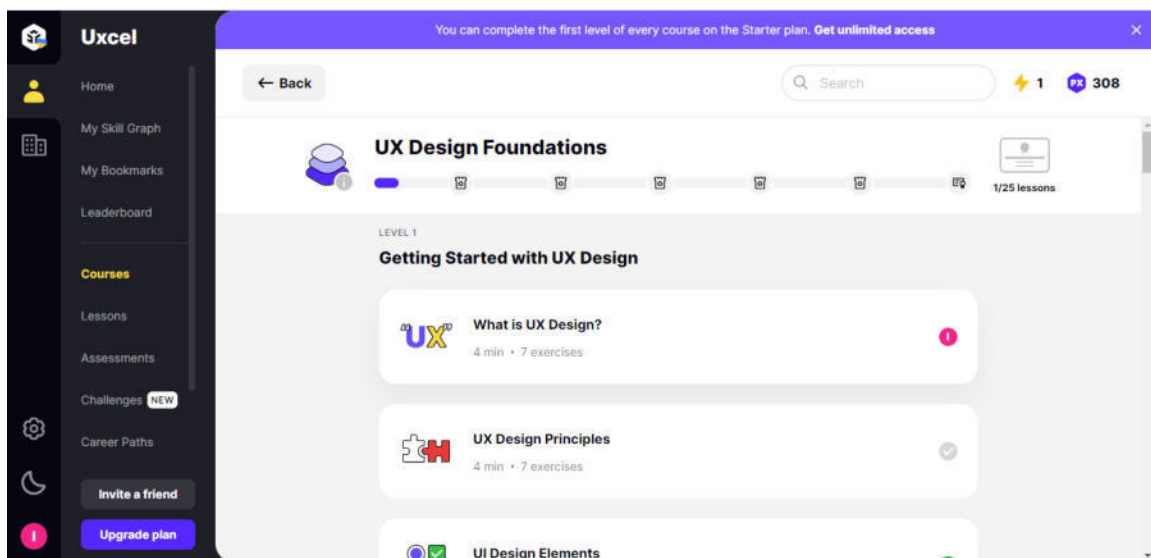 Uxcel
Home
My Skill Graph
My Bookmarks
Leaderboard
Courses
Lessons
Assessments
Challenges NEW
Career Paths
Invite a friend
Upgrade plan
I
You can complete the first level of every course on the Starter plan. Get unlimited access
← Back
Search
1
PX 308
UX Design Foundations
1/25 lessons
LEVEL 1
Getting Started with UX Design
"UX"
What is UX Design?
4 min • 7 exercises
I
UX Design Principles
4 min • 7 exercises
UI Design Elements